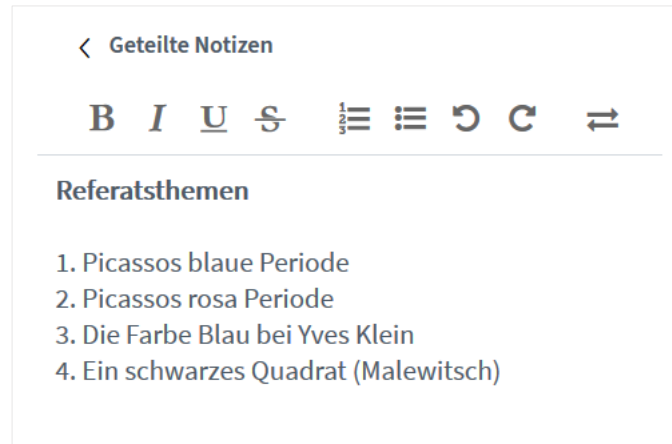 Geteilte Notizen
B I U S
Referatsthemen
1. Picassos blaue Periode
2. Picassos rosa Periode
3. Die Farbe Blau bei Yves Klein
4. Ein schwarzes Quadrat (Malewitsch)